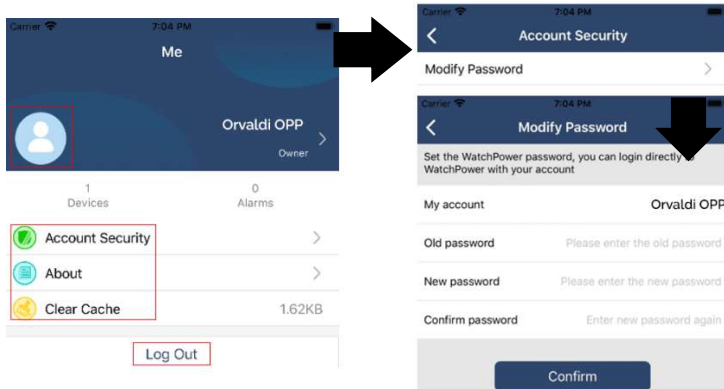 Carrier 7:04 PM
Me
Orvaldi OPP
Owner
1 0
Devices Alarms
Account Security
About
Clear Cache 1.62KB
Log Out
Carrier 7:04 PM
Account Security
Modify Password
Carrier 7:04 PM
Modify Password
Set the WatchPower password, you can login directly
WatchPower with your account
My account Orvaldi OPP
Old password Please enter the old password
New password Please enter the new password
Confirm password Enter new password again
Confirm